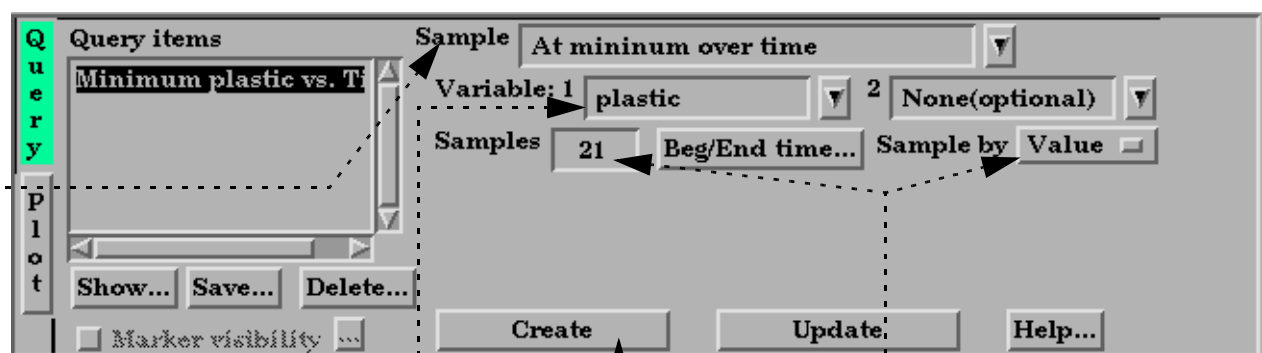 Query
Plot
Query items
Minimum plastic vs. Ti
Show... Save... Delete...
Marker visibility ...
Sample At mininum over time
Variable: 1 plastic 2 None(optional)
Samples 21 Beg/End time... Sample by Value
Create Update Help...